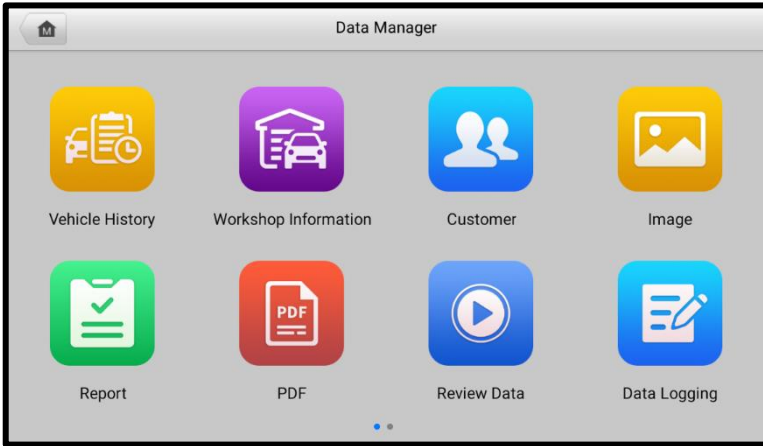 M
Data Manager
Vehicle History
Workshop Information
Customer
Image
Report
PDF
PDF
Review Data
Data Logging